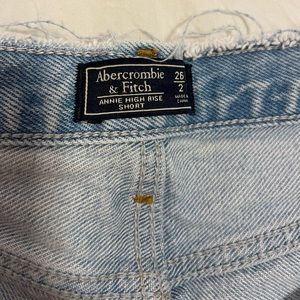 Abercrombie
& Fitch
ANNIE HIGH RISE
SHORT
26
2
MADE IN
CHINA